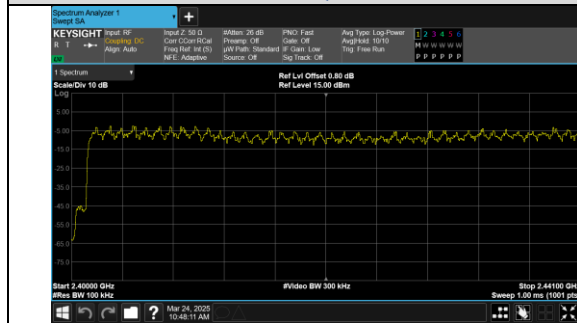 Spectrum Analyzer 1
Swept SA
+
KEYSIGHT Input: RF Input Z: 50 Ω #Atten: 26 dB PNO: Fast Avg Type: Log-Power 1 2 3 4 5 6
R T Coupling: DC Corr CCorr RCal Preamp: Off Gate: Off Avg|Hold: 10/10 M W W W W W
Align: Auto Freq Ref: Int (S) µW Path: Standard IF Gain: Low Trig: Free Run P P P P P P
NFE: Adaptive Source: Off Sig Track: Off
1 Spectrum Ref Lvl Offset 0.80 dB
Scale/Div 10 dB Ref Level 15.00 dBm
Log
5.00
-5.00
-15.0
-25.0
-35.0
-45.0
-55.0
-65.0
-75.0
Start 2.40000 GHz #Video BW 300 kHz Stop 2.44100 GHz
#Res BW 100 kHz Sweep 1.00 ms (1001 pts)
? Mar 24, 2025
10:48:11 AM